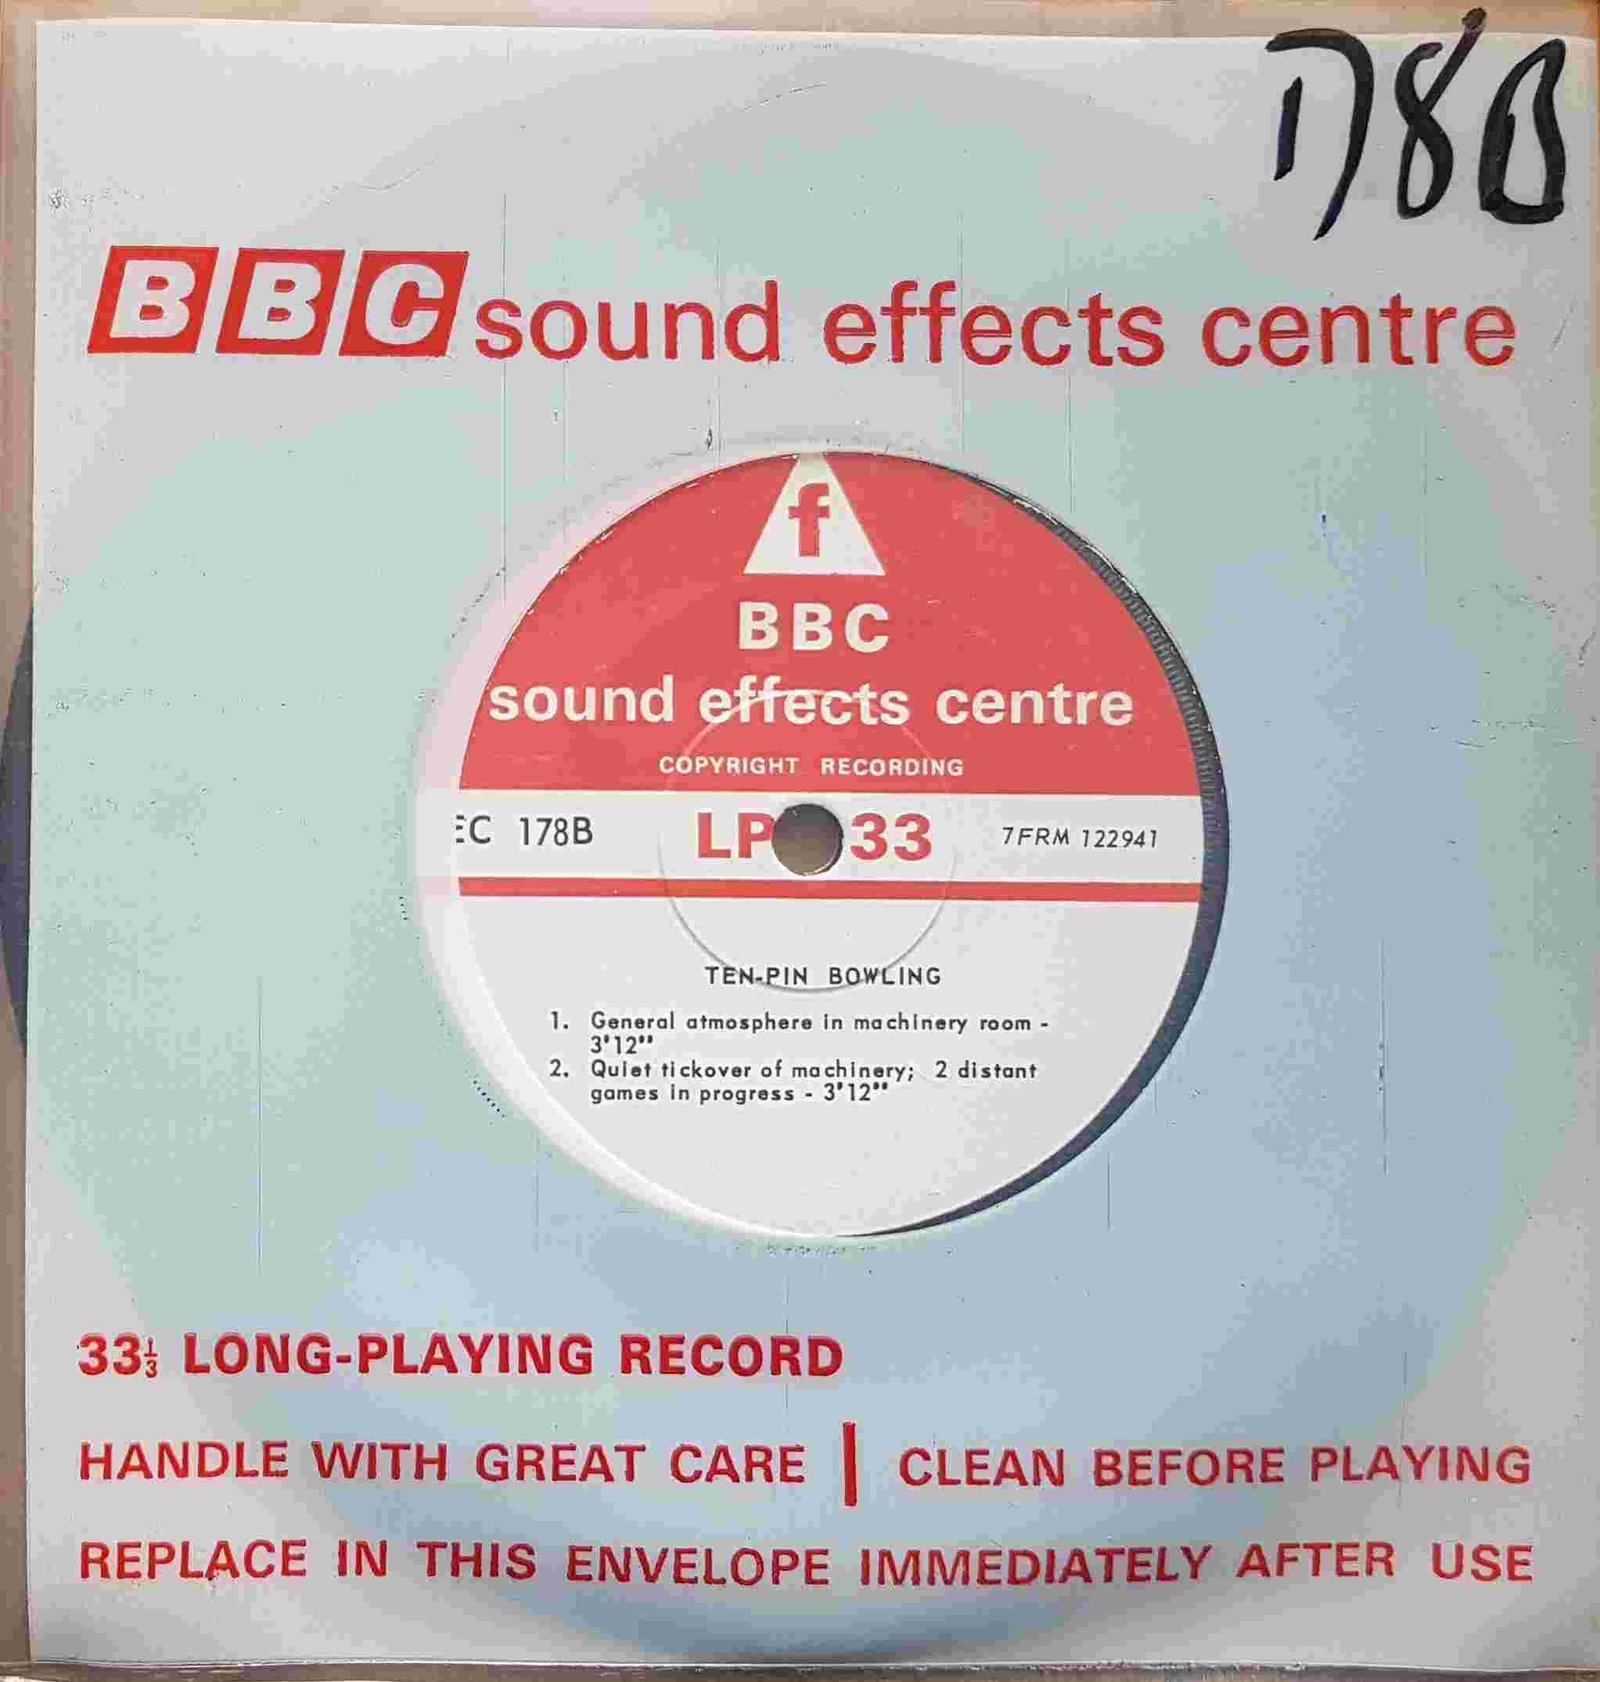 178B
BBC sound effects centre
f
BBC
sound effects centre
COPYRIGHT RECORDING
EC 178B LP 33 7FRM 122941
TEN-PIN BOWLING
1. General atmosphere in machinery room -
3'12"
2. Quiet tickover of machinery; 2 distant
games in progress - 3'12"
33⅓ LONG-PLAYING RECORD
HANDLE WITH GREAT CARE | CLEAN BEFORE PLAYING
REPLACE IN THIS ENVELOPE IMMEDIATELY AFTER USE